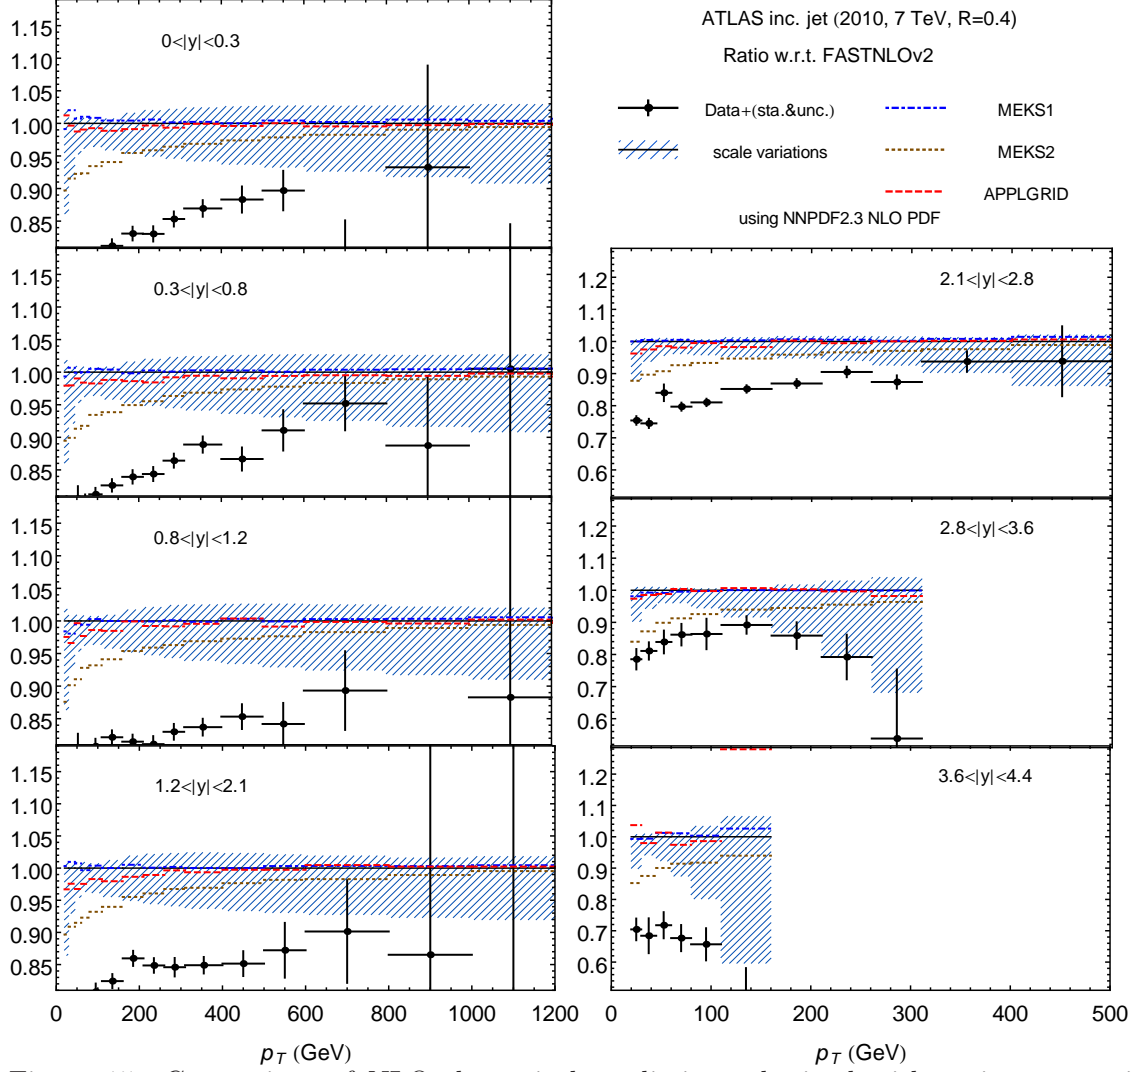 ATLAS inc. jet (2010, 7 TeV, R=0.4)
Ratio w.r.t. FASTNLOv2
Data+(sta.&unc.)
MEKS1
scale variations
MEKS2
APPLGRID
using NNPDF2.3 NLO PDF
0<|y|<0.3
1.15
1.10
1.05
1.00
0.95
0.90
0.85
0.3<|y|<0.8
1.15
1.10
1.05
1.00
0.95
0.90
0.85
0.8<|y|<1.2
1.15
1.10
1.05
1.00
0.95
0.90
0.85
1.2<|y|<2.1
1.15
1.10
1.05
1.00
0.95
0.90
0.85
0 200 400 600 800 1000 1200
p_T (GeV)
2.1<|y|<2.8
1.2
1.1
1.0
0.9
0.8
0.7
0.6
2.8<|y|<3.6
1.2
1.1
1.0
0.9
0.8
0.7
0.6
3.6<|y|<4.4
1.2
1.1
1.0
0.9
0.8
0.7
0.6
0 100 200 300 400 500
p_T (GeV)